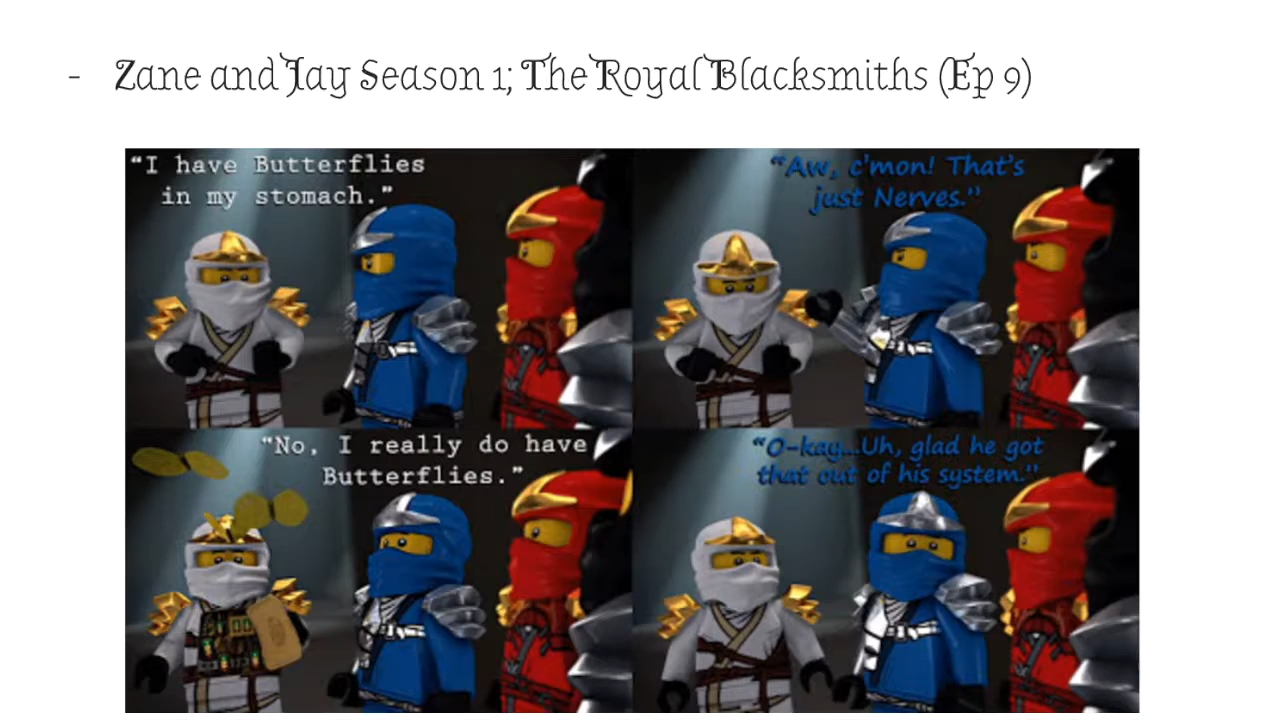 - Zane and Jay Season 1; The Royal Blacksmiths (Ep 9)
“I have Butterflies
in my stomach.”
“Aw, c'mon! That's
just Nerves.”
“No, I really do have
Butterflies.”
“O-kay...Uh, glad he got
that out of his system.”